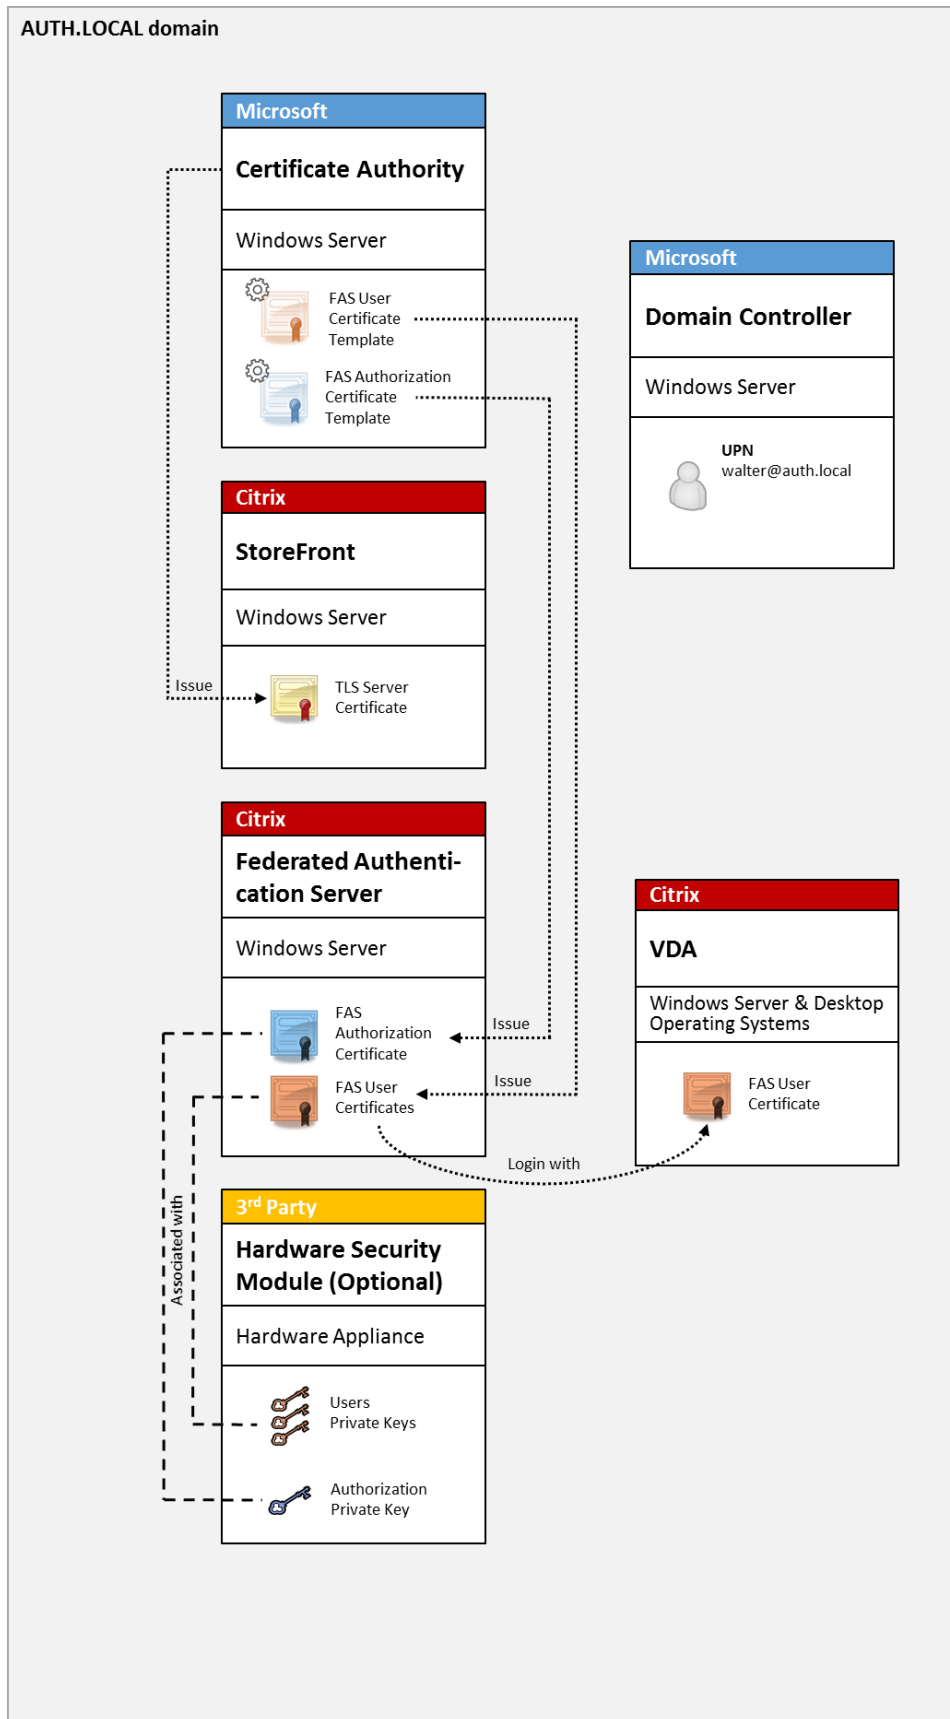 AUTH.LOCAL domain
Microsoft
Certificate Authority
Windows Server
FAS User
Certificate
Template
FAS Authorization
Certificate
Template
Microsoft
Domain Controller
Windows Server
UPN
walter@auth.local
Citrix
StoreFront
Windows Server
Issue
TLS Server
Certificate
Citrix
Federated Authenti-
cation Server
Windows Server
FAS
Authorization
Certificate
Issue
FAS User
Certificates
Issue
Citrix
VDA
Windows Server & Desktop
Operating Systems
FAS User
Certificate
Login with
Associated with
3rd Party
Hardware Security
Module (Optional)
Hardware Appliance
Users
Private Keys
Authorization
Private Key